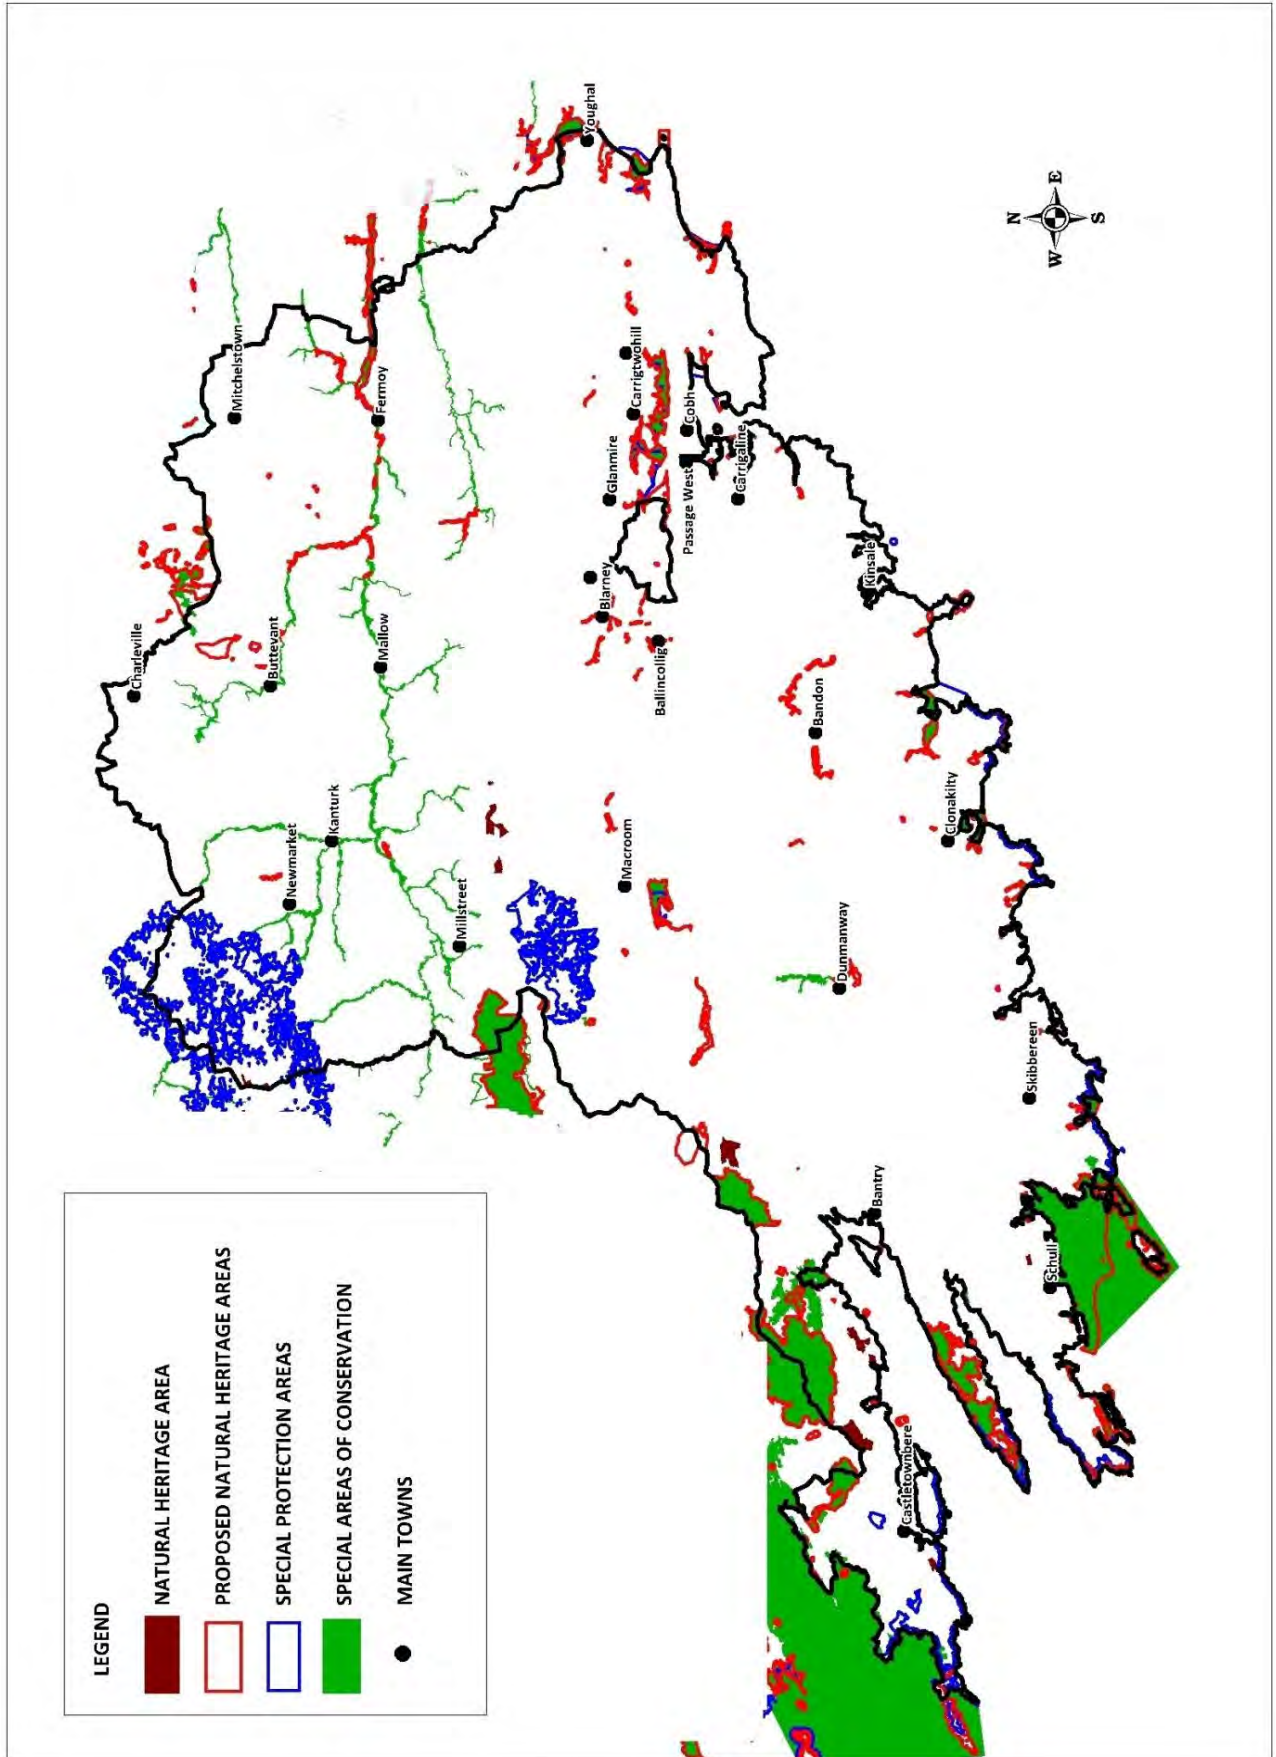 LEGEND
NATURAL HERITAGE AREA
PROPOSED NATURAL HERITAGE AREAS
SPECIAL PROTECTION AREAS
SPECIAL AREAS OF CONSERVATION
MAIN TOWNS
Charleville
Mitchelstown
Newmarket
Buttevant
Kanturk
Fermoy
Mallow
Millstreet
Youghal
Glanmire
Blarney
Carrigtwohill
Macroom
Ballincollig
Cobh
Passage West
Carrigaline
Bandon
Dunmanway
Kinsale
Bantry
Castletownbere
Clonakilty
Skibbereen
Schull
N
W
E
S